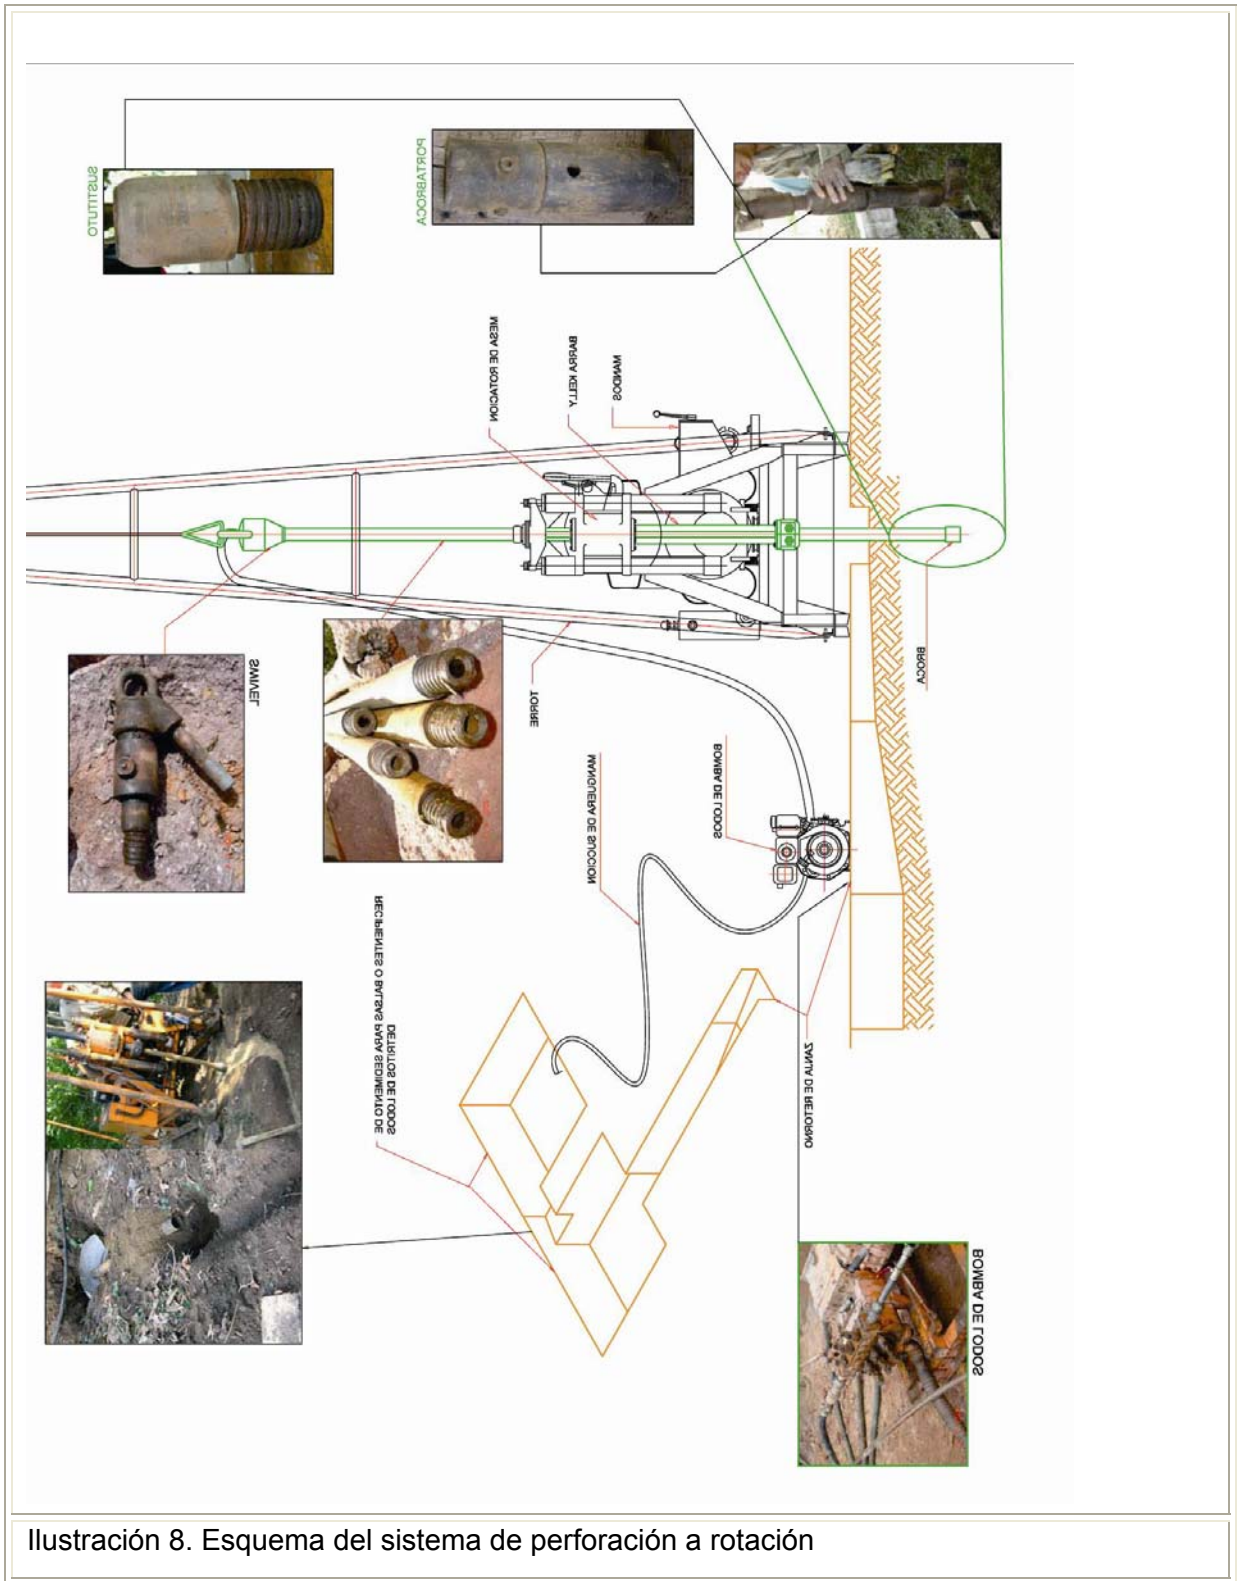 SUSTITUTO
PORTABROCA
MESA DE ROTACION
BARRA KELLY
MANDOS
SWIVEL
TORRE
BROCA
MANGUERA DE SUCCION
BOMBA DE LODOS
RECIPIENTES O BALSAS PARA SEDIMENTO DE
DETRITOS DE LODOS
ZANJA DE RETORNO
BOMBA DE LODOS
Ilustración 8. Esquema del sistema de perforación a rotación